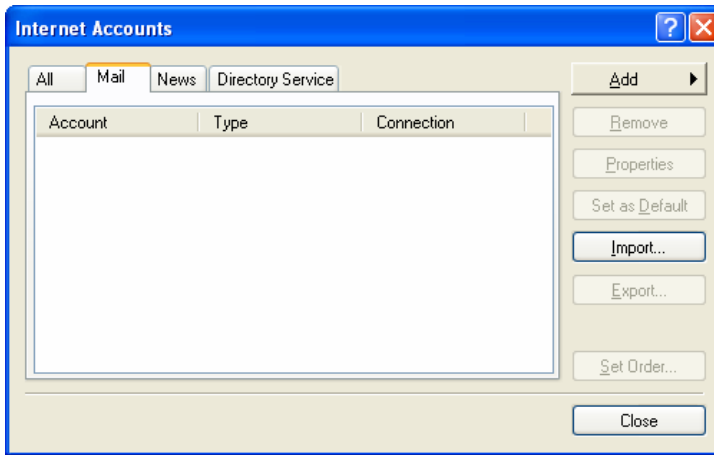 Internet Accounts
All Mail News Directory Service
Account Type Connection
Add
Remove
Properties
Set as Default
Import...
Export...
Set Order...
Close